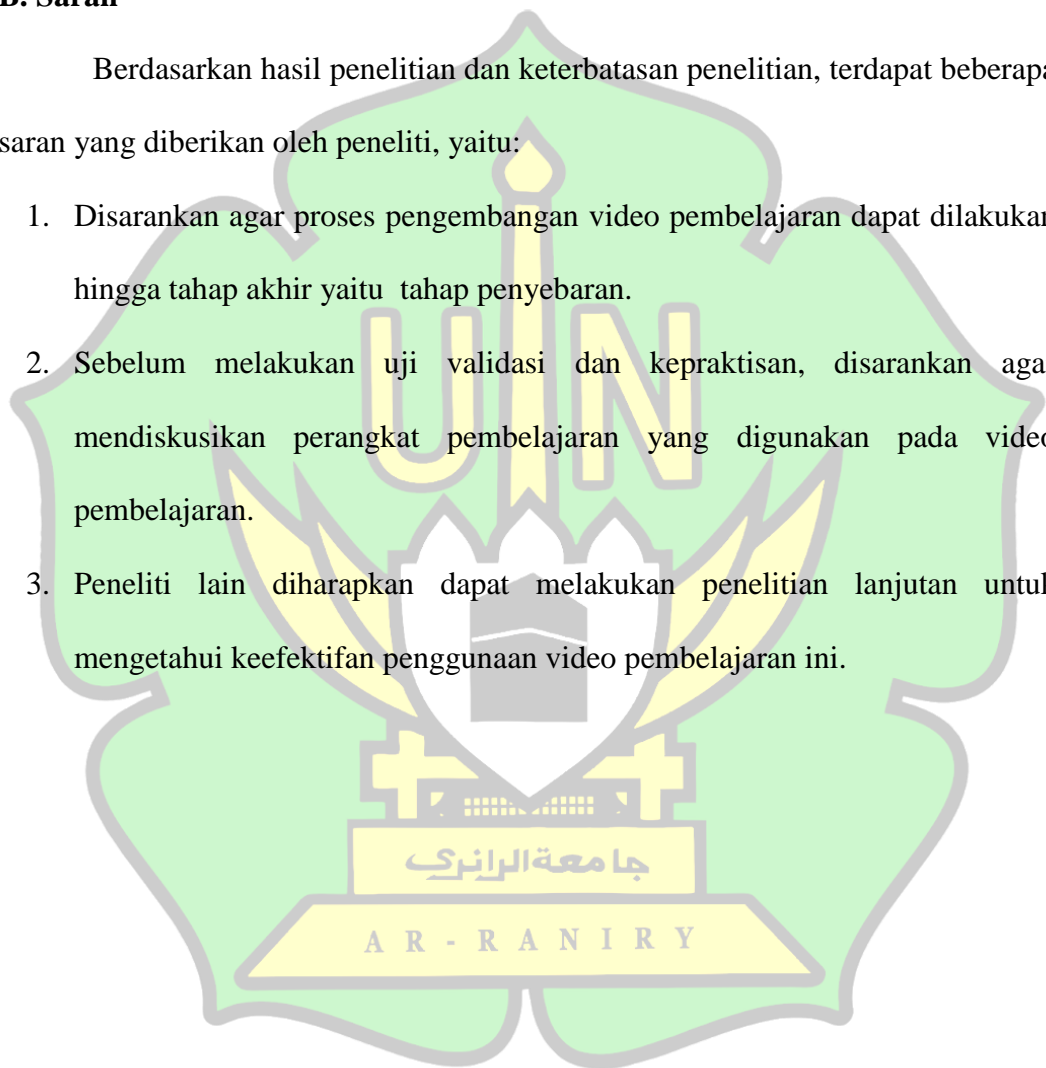 B. Saran
Berdasarkan hasil penelitian dan keterbatasan penelitian, terdapat beberapa
saran yang diberikan oleh peneliti, yaitu:
1. Disarankan agar proses pengembangan video pembelajaran dapat dilakukan
hingga tahap akhir yaitu tahap penyebaran.
2. Sebelum melakukan uji validasi dan kepraktisan, disarankan agar
mendiskusikan perangkat pembelajaran yang digunakan pada video
pembelajaran.
3. Peneliti lain diharapkan dapat melakukan penelitian lanjutan untuk
mengetahui keefektifan penggunaan video pembelajaran ini.
UIN
جامعة الرانري
AR-RANIRY